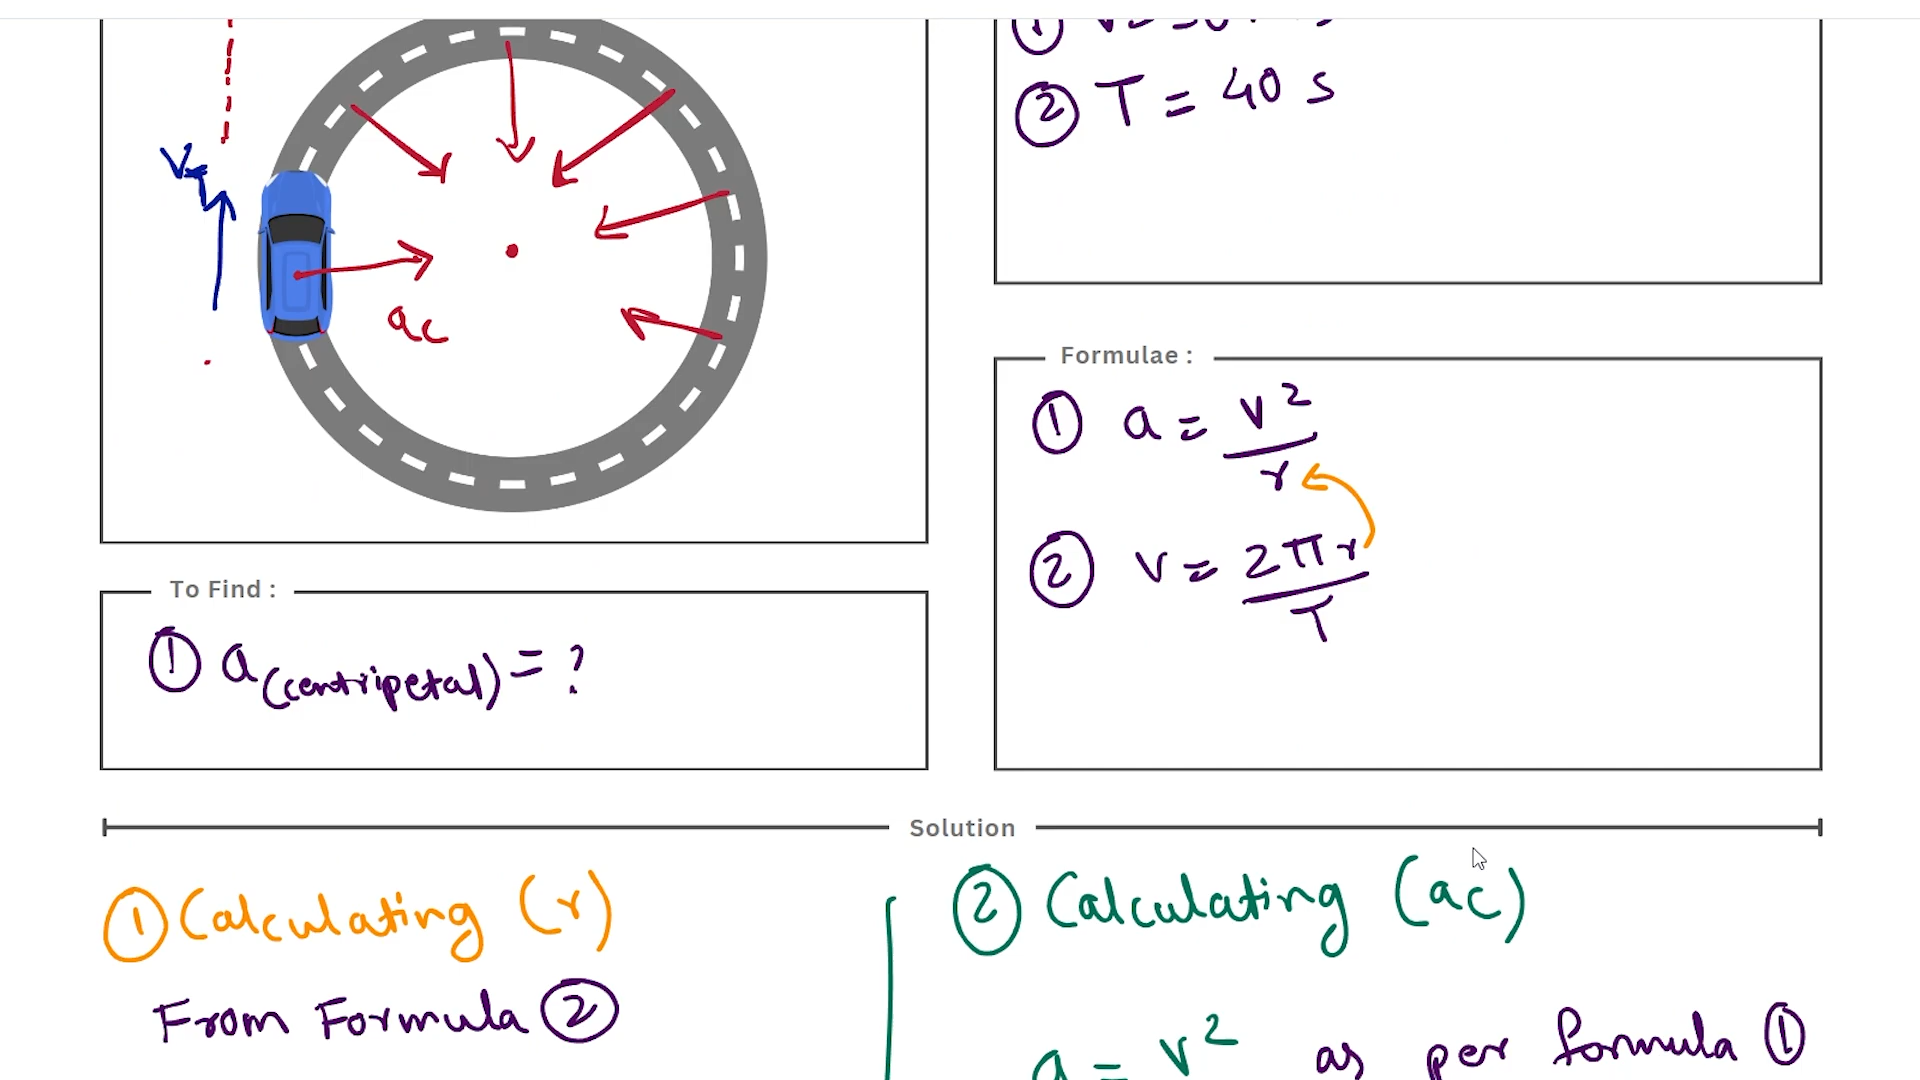 ② T = 40 s
V
ac
Formulae :
① a = v²/r
② v = 2πr/T
To Find :
① a(centripetal) = ?
Solution
① Calculating (r)
From Formula ②
② Calculating (ac)
a = v² as per formula ①